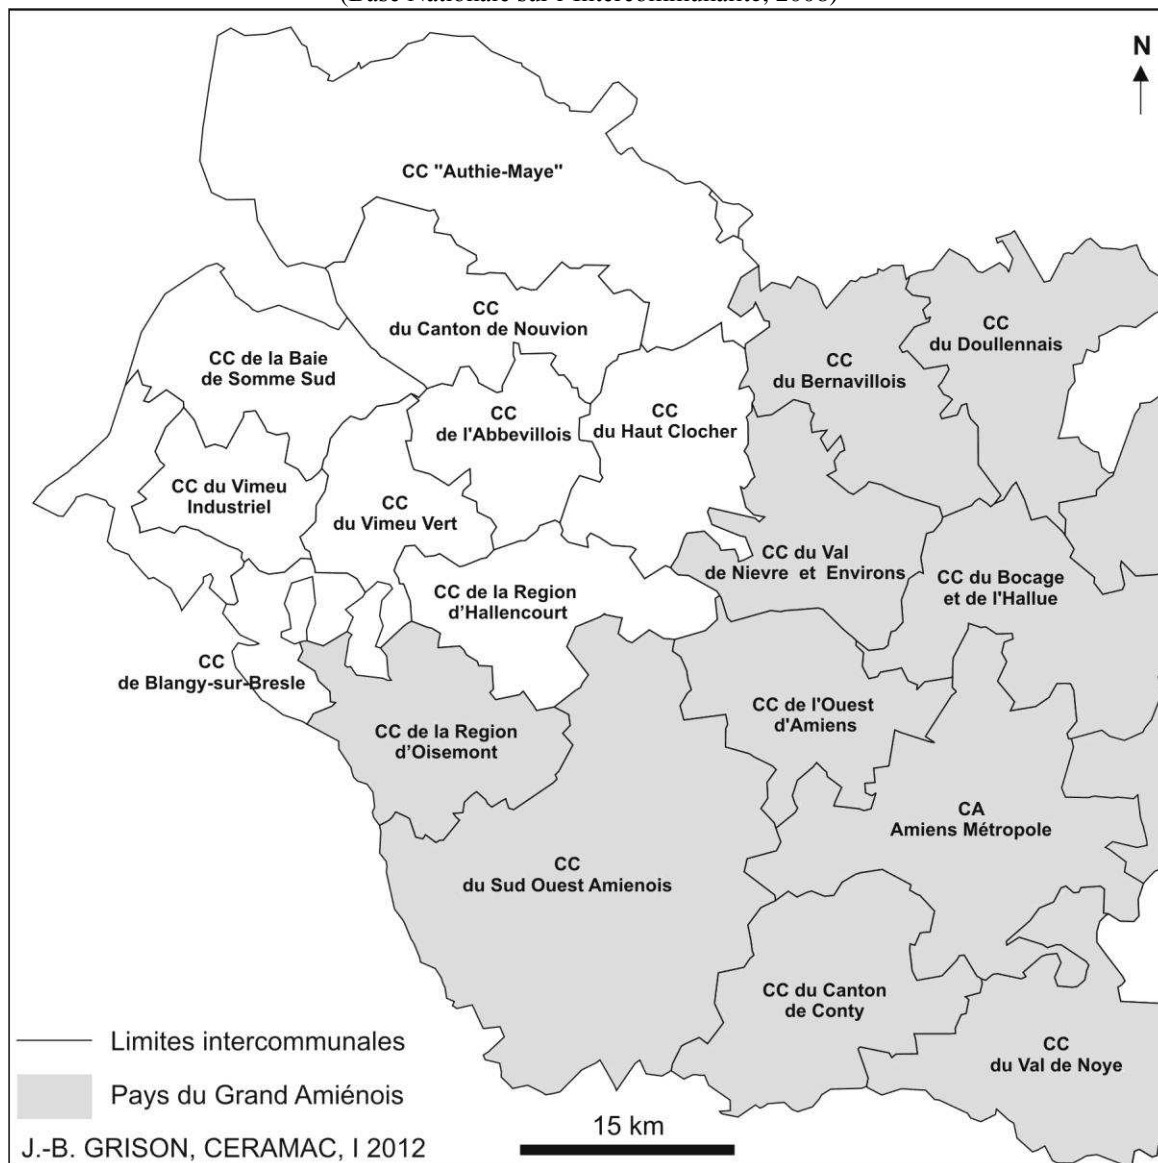 (Base Nationale sur l'Intercommunalité, 2008)
N
CC "Authie-Maye"
CC
du Canton de Nouvion
CC
du Doullennais
CC de la Baie
de Somme Sud
CC
du Bernavillois
CC
de l'Abbevillois
CC
du Haut Clocher
CC du Vimeu
Industriel
CC
du Vimeu Vert
CC du Val
de Nievre et Environs
CC du Bocage
et de l'Hallue
CC de la Region
d'Hallencourt
CC
de Blangy-sur-Bresle
CC de l'Ouest
d'Amiens
CC de la Region
d'Oisemont
CA
Amiens Métropole
CC
du Sud Ouest Amienois
CC du Canton
de Conty
CC
du Val de Noye
Limites intercommunales
Pays du Grand Amiénois
15 km
J.-B. GRISON, CERAMAC, I 2012